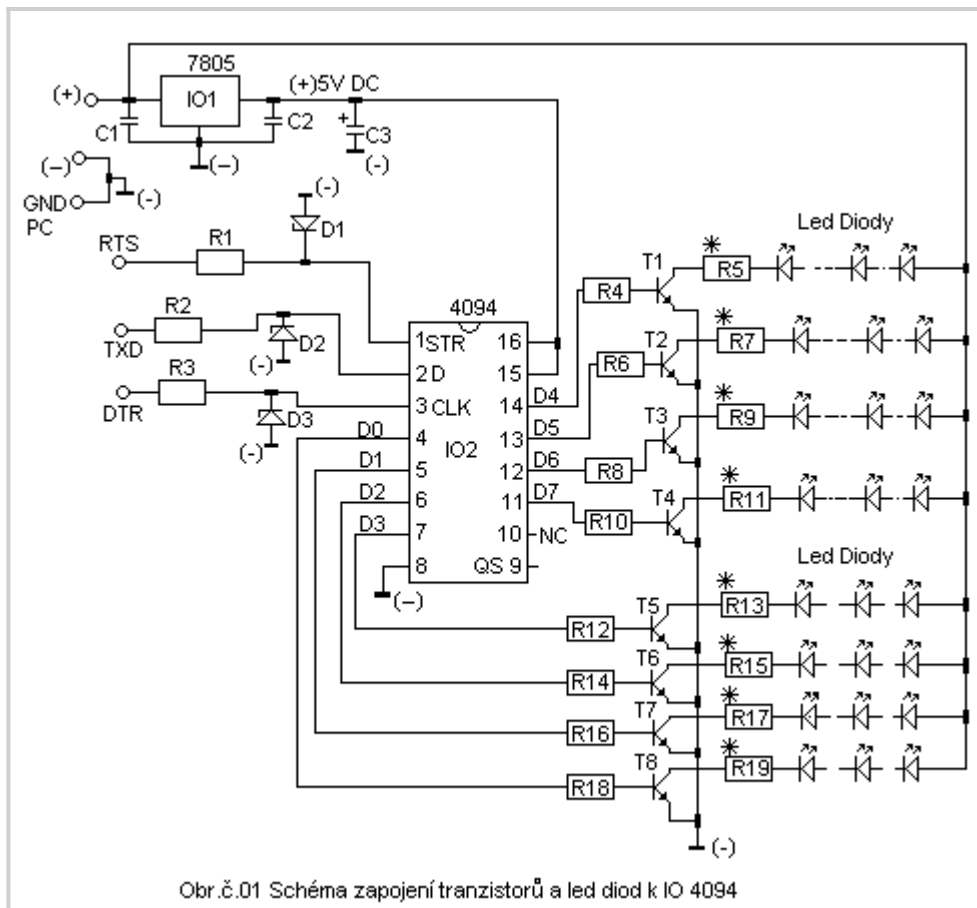 7805
(+) IO1 (+)5V DC
C1 C2 + C3
(–) (–) (-)
GND (-) (-)
PC
Led Diody
RTS R1 D1
T1 * R5
R4
R2 4094
TXD D2 1 STR 16 T2 * R7
(-) R6
R3 2 D 15
DTR D3 3 CLK 14 D4 T3 * R9
(-) D0 4 13 D5
D1 5 IO2 12 D6 R8
D2 6 11 D7 R10 T4 * R11
D3 7 10 NC
8 QS 9 Led Diody
(–)
R12 T5 * R13
R14 T6 * R15
R16 T7 * R17
R18 T8 * R19
(-)
Obr.č.01 Schéma zapojení tranzistorů a led diod k IO 4094